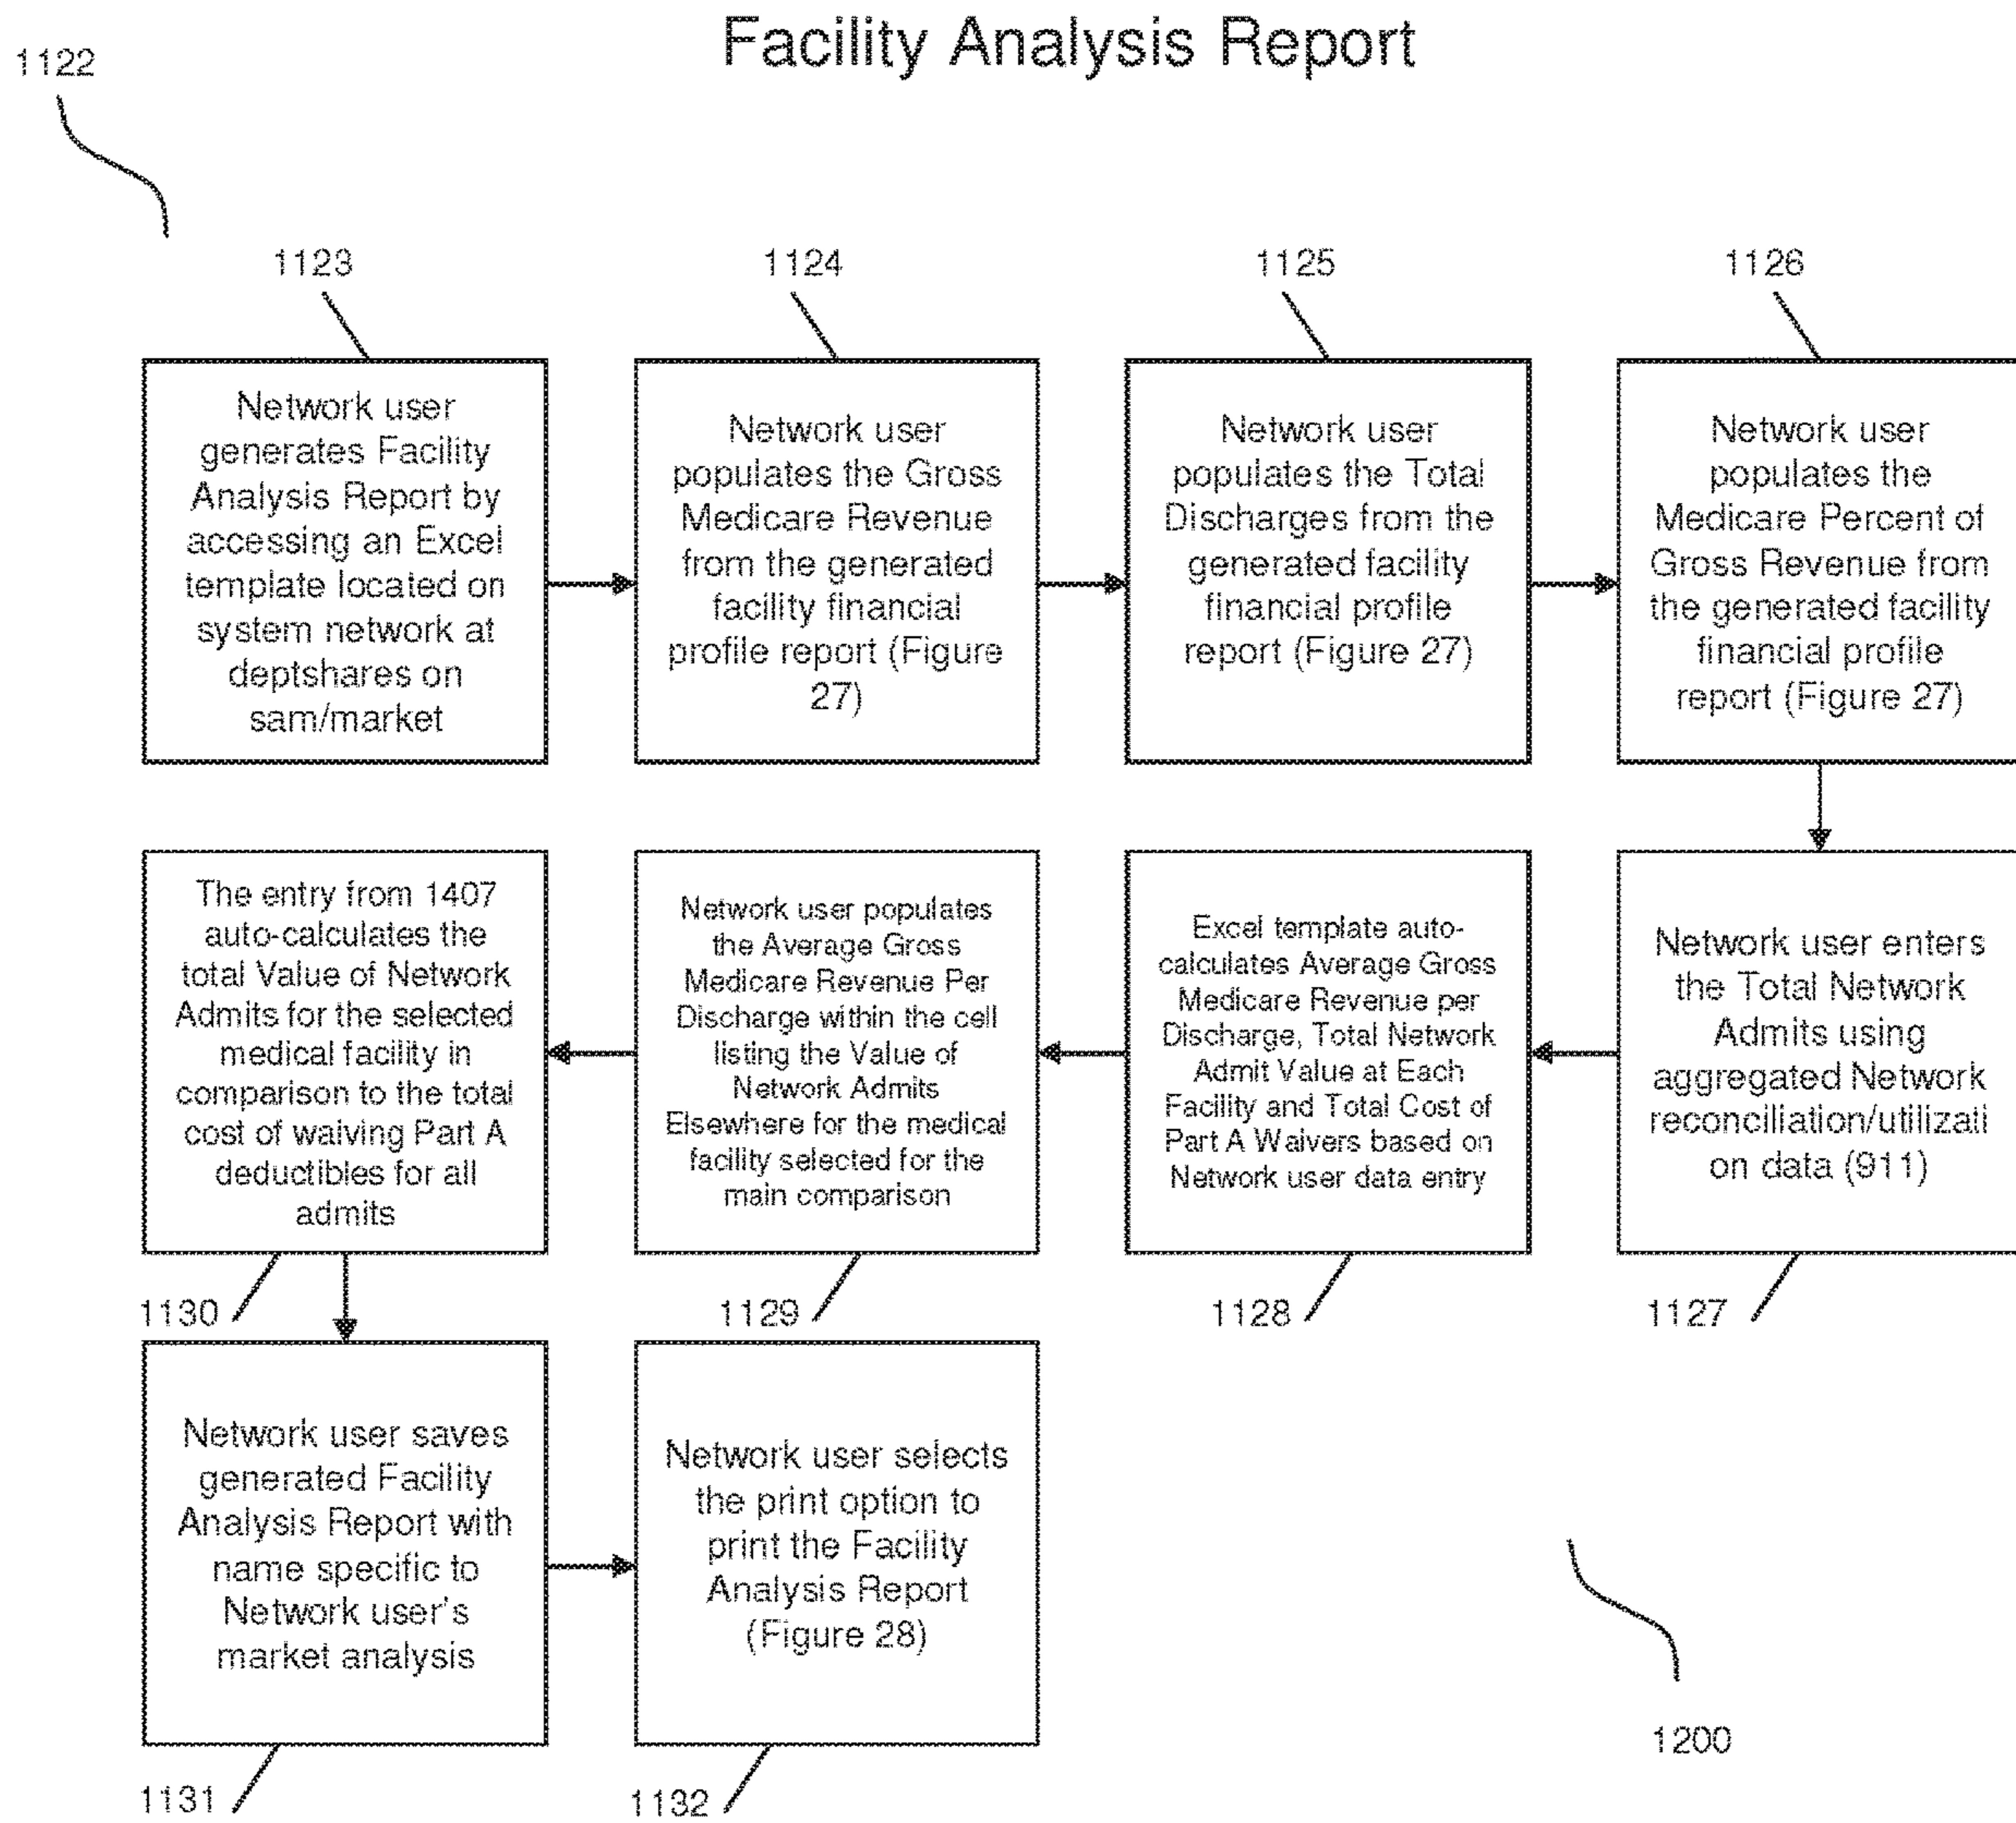 Facility Analysis Report
1122
1123
1124
1125
1126
Network user
generates Facility
Analysis Report by
accessing an Excel
template located on
system network at
deptshares on
sam/market
Network user
populates the Gross
Medicare Revenue
from the generated
facility financial
profile report (Figure
27)
Network user
populates the Total
Discharges from the
generated facility
financial profile
report (Figure 27)
Network user
populates the
Medicare Percent of
Gross Revenue from
the generated facility
financial profile
report (Figure 27)
Network user enters
the Total Network
Admits using
aggregated Network
reconciliation/utilizati
on data (911)
1127
Excel template auto-
calculates Average Gross
Medicare Revenue per
Discharge, Total Network
Admit Value at Each
Facility and Total Cost of
Part A Waivers based on
Network user data entry
1128
Network user populates
the Average Gross
Medicare Revenue Per
Discharge within the cell
listing the Value of
Network Admits
Elsewhere for the medical
facility selected for the
main comparison
1129
The entry from 1407
auto-calculates the
total Value of Network
Admits for the selected
medical facility in
comparison to the total
cost of waiving Part A
deductibles for all
admits
1130
Network user saves
generated Facility
Analysis Report with
name specific to
Network user's
market analysis
1131
Network user selects
the print option to
print the Facility
Analysis Report
(Figure 28)
1132
1200